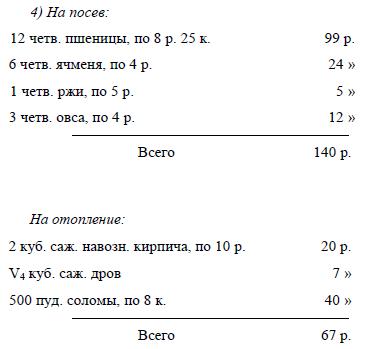 4) На посев:
12 четв. пшеницы, по 8 р. 25 к. 99 р.
6 четв. ячменя, по 4 р. 24 »
1 четв. ржи, по 5 р. 5 »
3 четв. овса, по 4 р. 12 »
Всего 140 р.
На отопление:
2 куб. саж. навозн. кирпича, по 10 р. 20 р.
V₄ куб. саж. дров 7 »
500 пуд. соломы, по 8 к. 40 »
Всего 67 р.